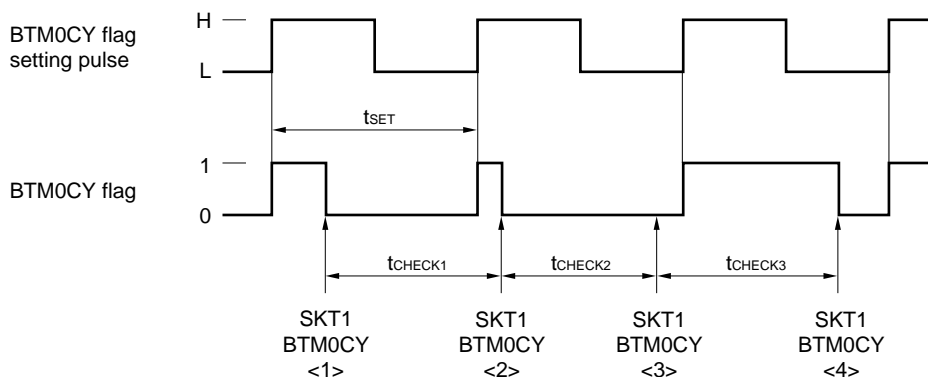 BTM0CY flag
setting pulse
H
L
tSET
BTM0CY flag
1
0
tCHECK1
tCHECK2
tCHECK3
SKT1
BTM0CY
<1>
SKT1
BTM0CY
<2>
SKT1
BTM0CY
<3>
SKT1
BTM0CY
<4>